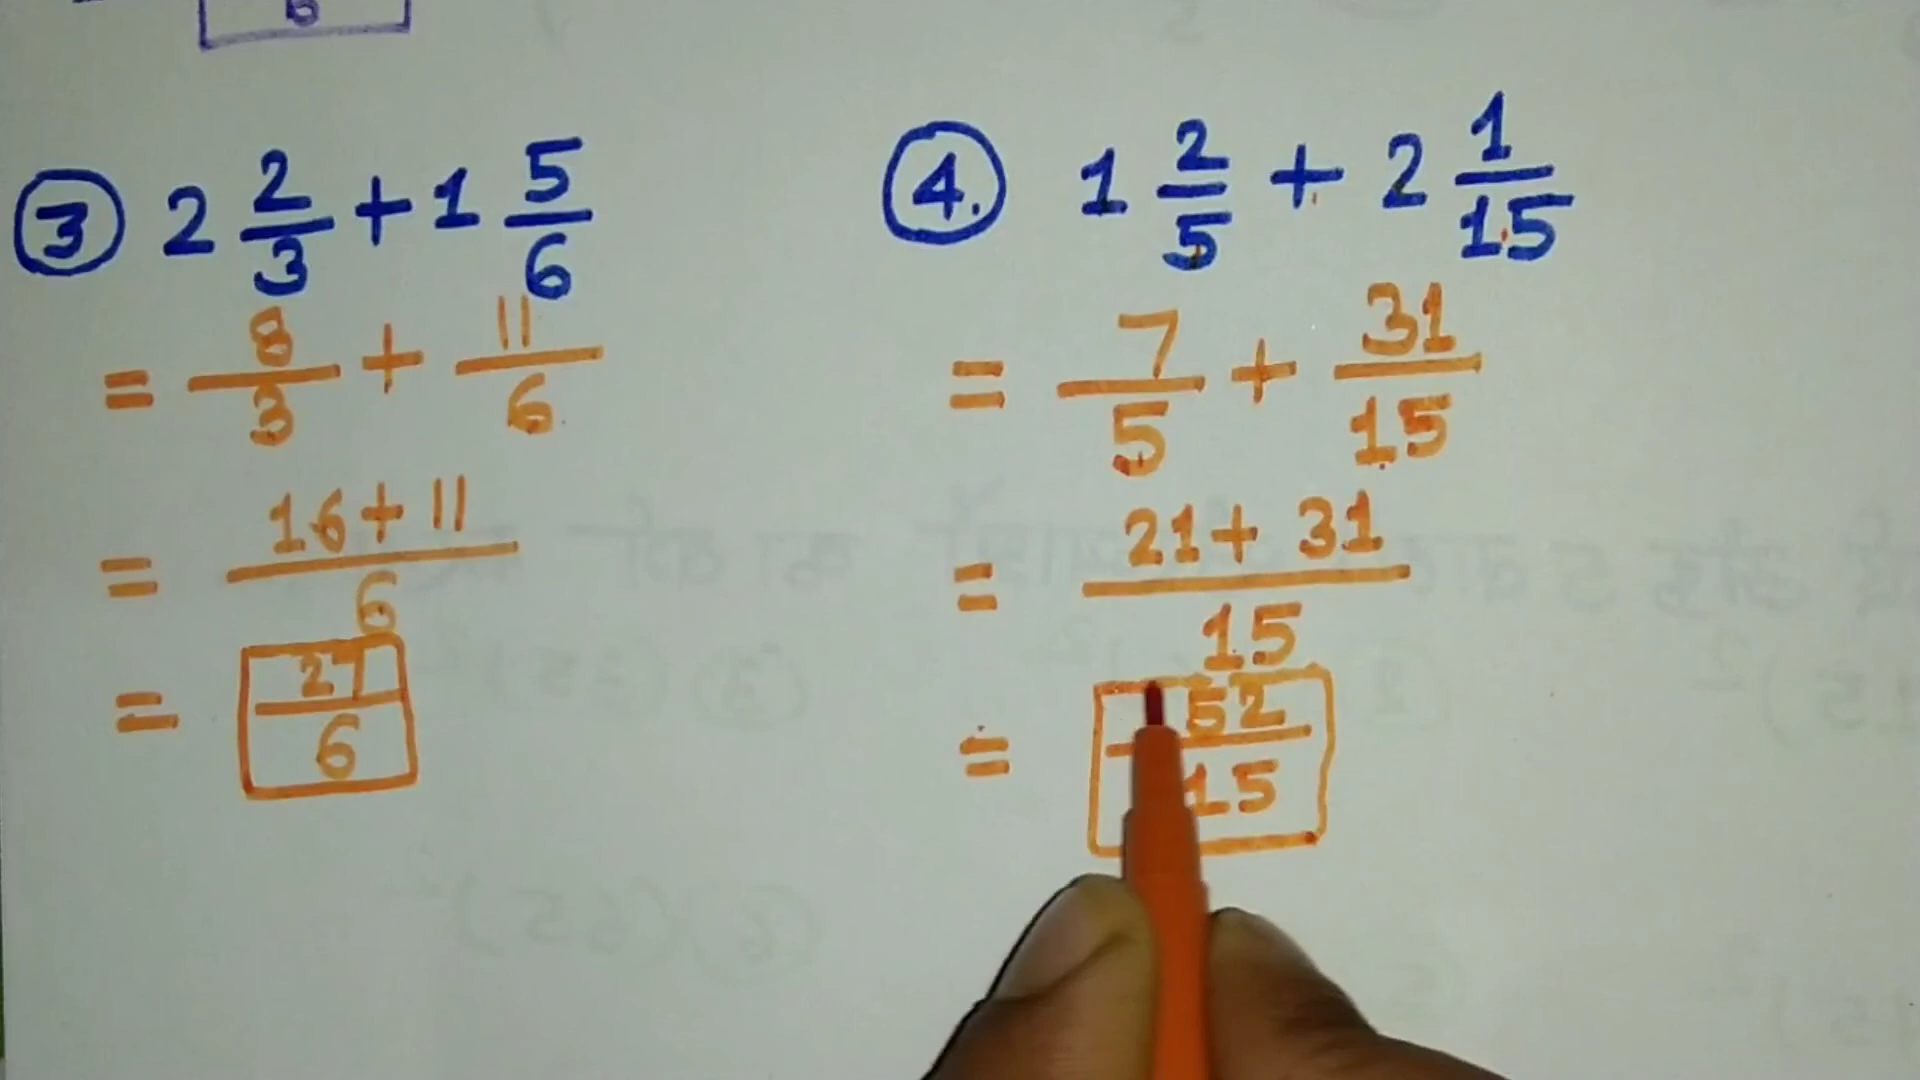 6
③ 2 2/3 + 1 5/6
= 8/3 + 11/6
= 16+11/6
= 27/6
④. 1 2/5 + 2 1/15
= 7/5 + 31/15
= 21+31/15
= 52/15